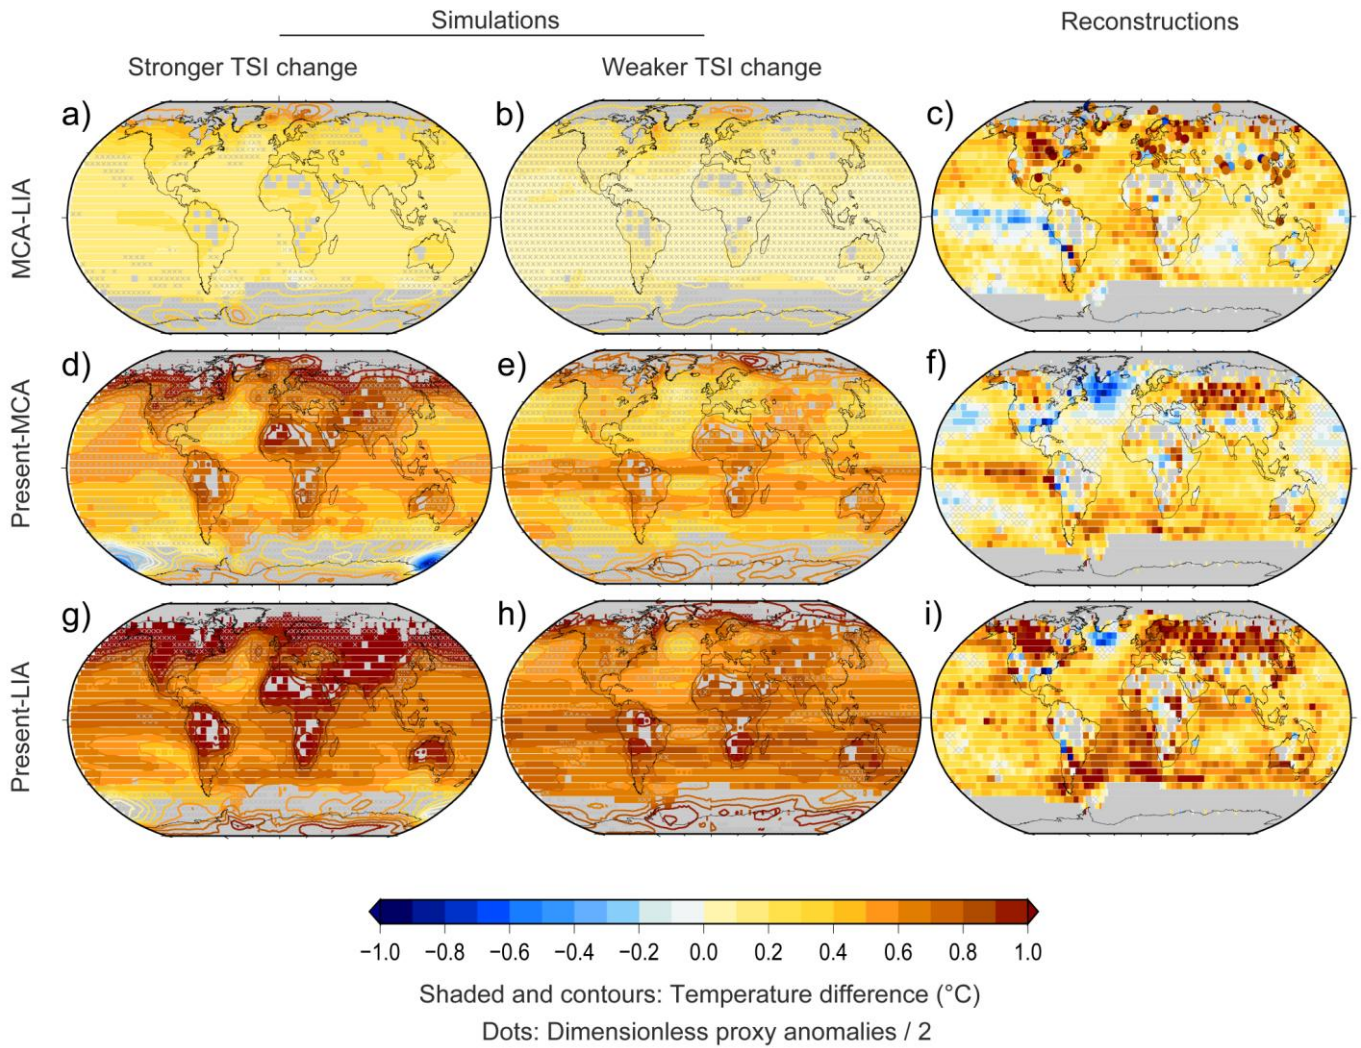 Simulations
Reconstructions
Stronger TSI change
Weaker TSI change
a)
b)
c)
MCA-LIA
d)
e)
f)
Present-MCA
g)
h)
i)
Present-LIA
−1.0 −0.8 −0.6 −0.4 −0.2 0.0 0.2 0.4 0.6 0.8 1.0
Shaded and contours: Temperature difference (°C)
Dots: Dimensionless proxy anomalies / 2